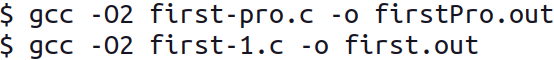 $ gcc -O2 first-pro.c -o firstPro.out
$ gcc -O2 first-1.c -o first.out